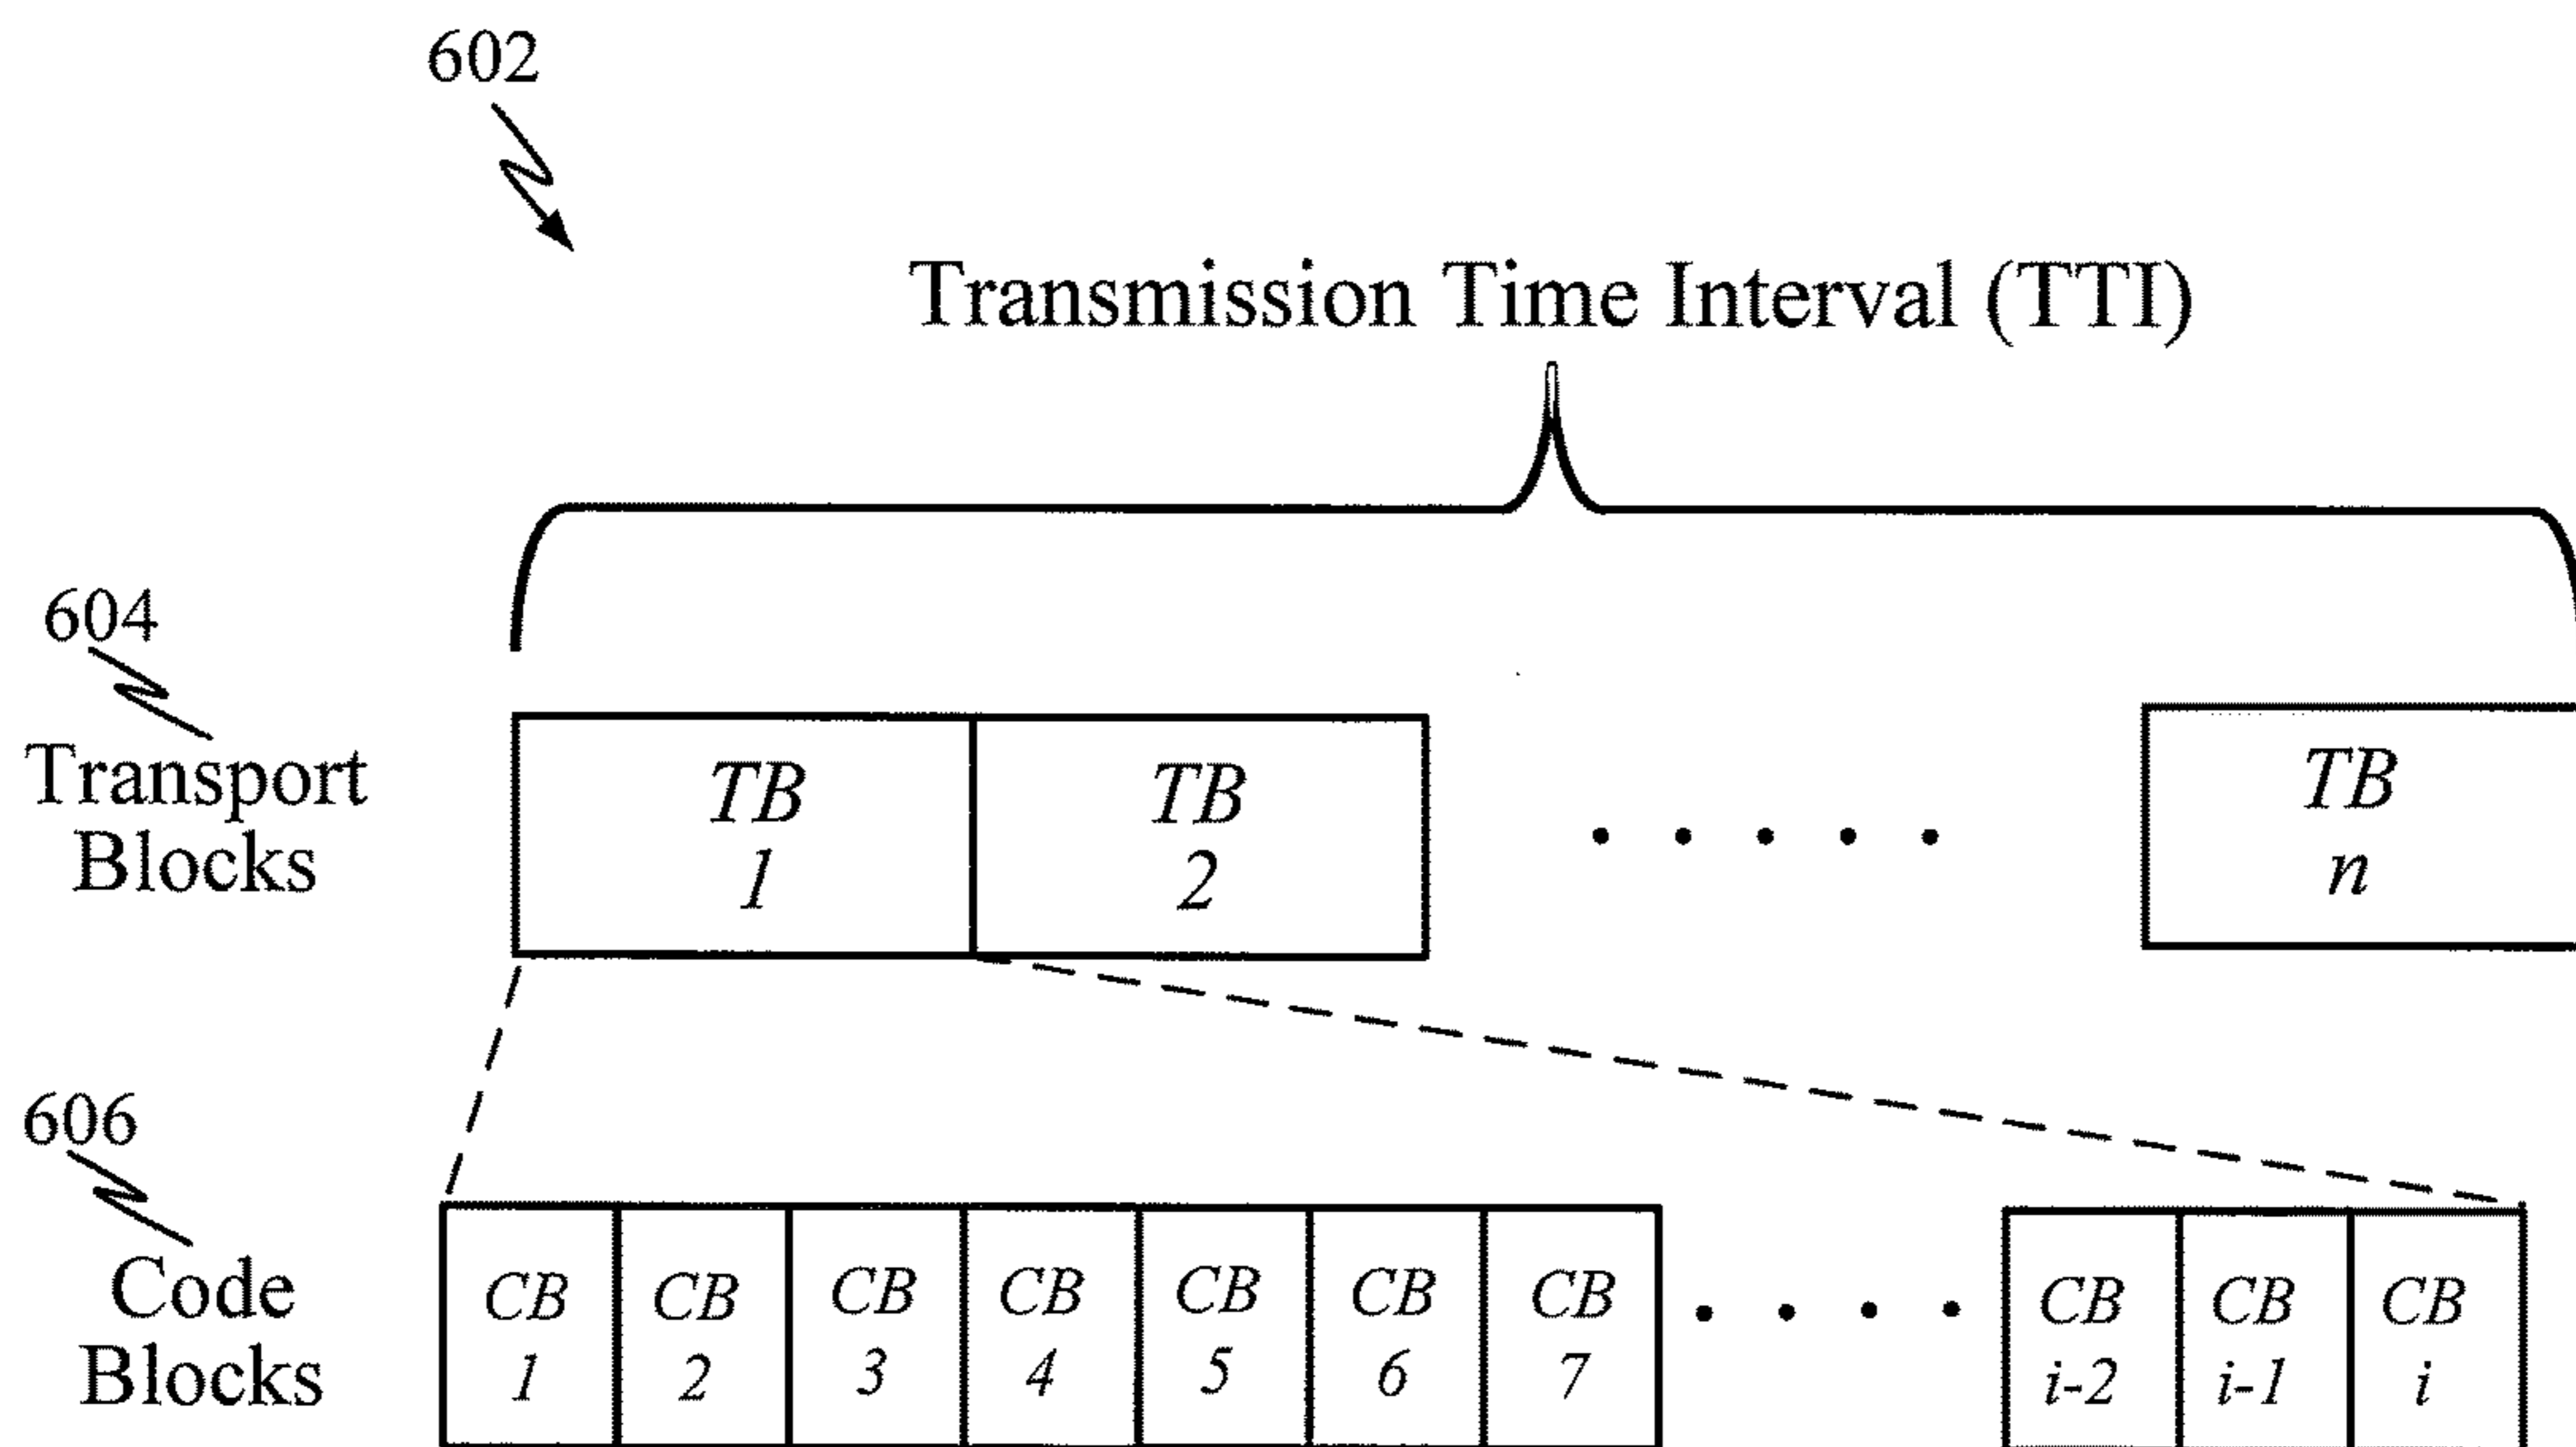 602
Transmission Time Interval (TTI)
604
Transport
Blocks
TB
1
TB
2
TB
n
606
Code
Blocks
CB
1
CB
2
CB
3
CB
4
CB
5
CB
6
CB
7
CB
i-2
CB
i-1
CB
i